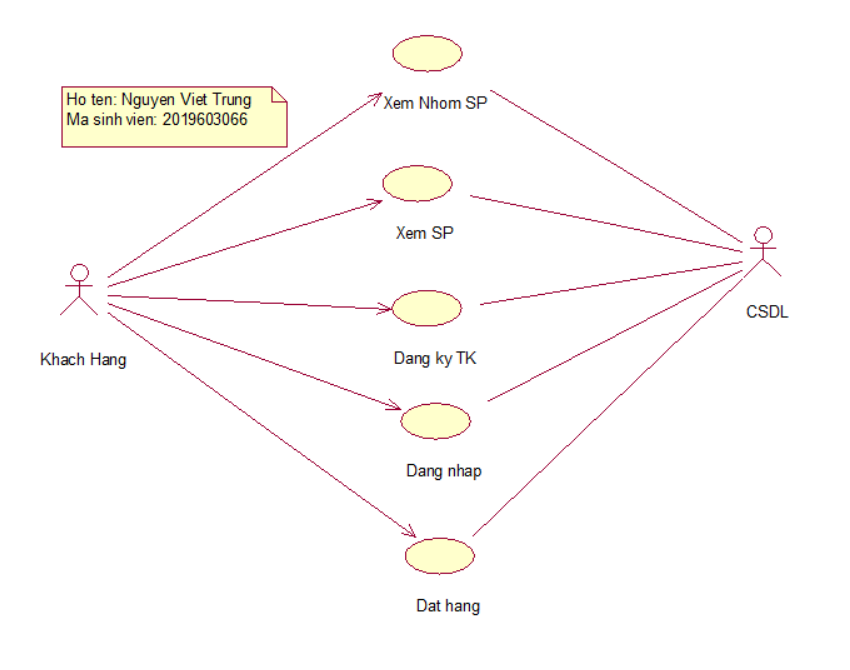 Ho ten: Nguyen Viet Trung
Ma sinh vien: 2019603066
Xem Nhom SP
Xem SP
CSDL
Khach Hang
Dang ky TK
Dang nhap
Dat hang